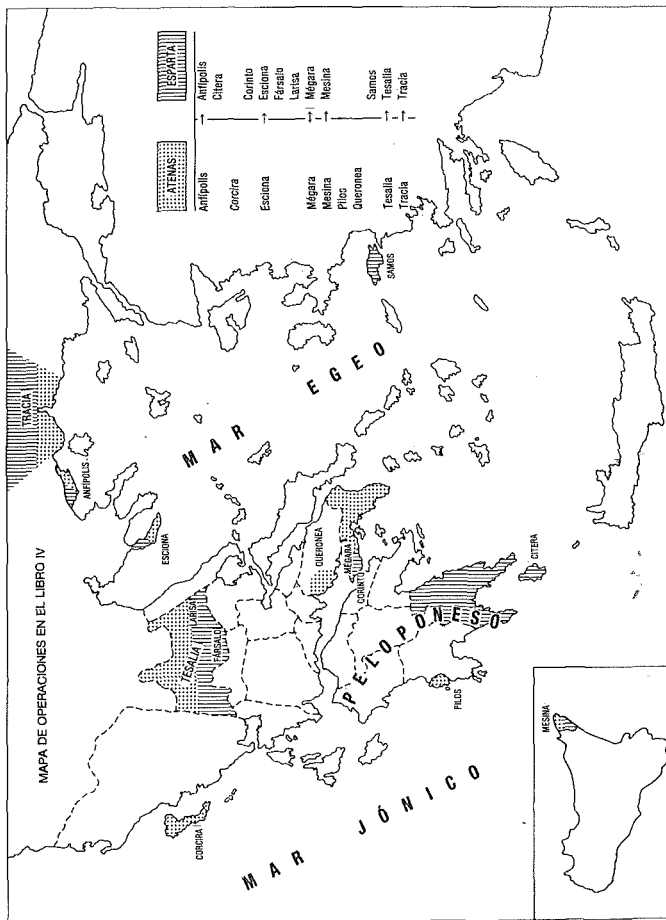 MAPA DE OPERACIONES EN EL LIBRO IV
ATENAS
ESPARTA
Anfípolis → Anfípolis
Citera
Corcira
Corinto
Esciona → Esciona
Fársalo
Larisa
Mégara ↔ Mégara
Mesina → Mesina
Pilos
Queronea
Samos
Tesalia → Tesalia
Tracia → Tracia
TRACIA
ANFÍPOLIS
ESCIONA
TESALIA
LARISA
FÁRSALO
CORCIRA
MAR EGEO
SAMOS
QUERONEA
MÉGARA
CORINTO
PELOPONESO
PILOS
CITERA
MAR JÓNICO
MESINA